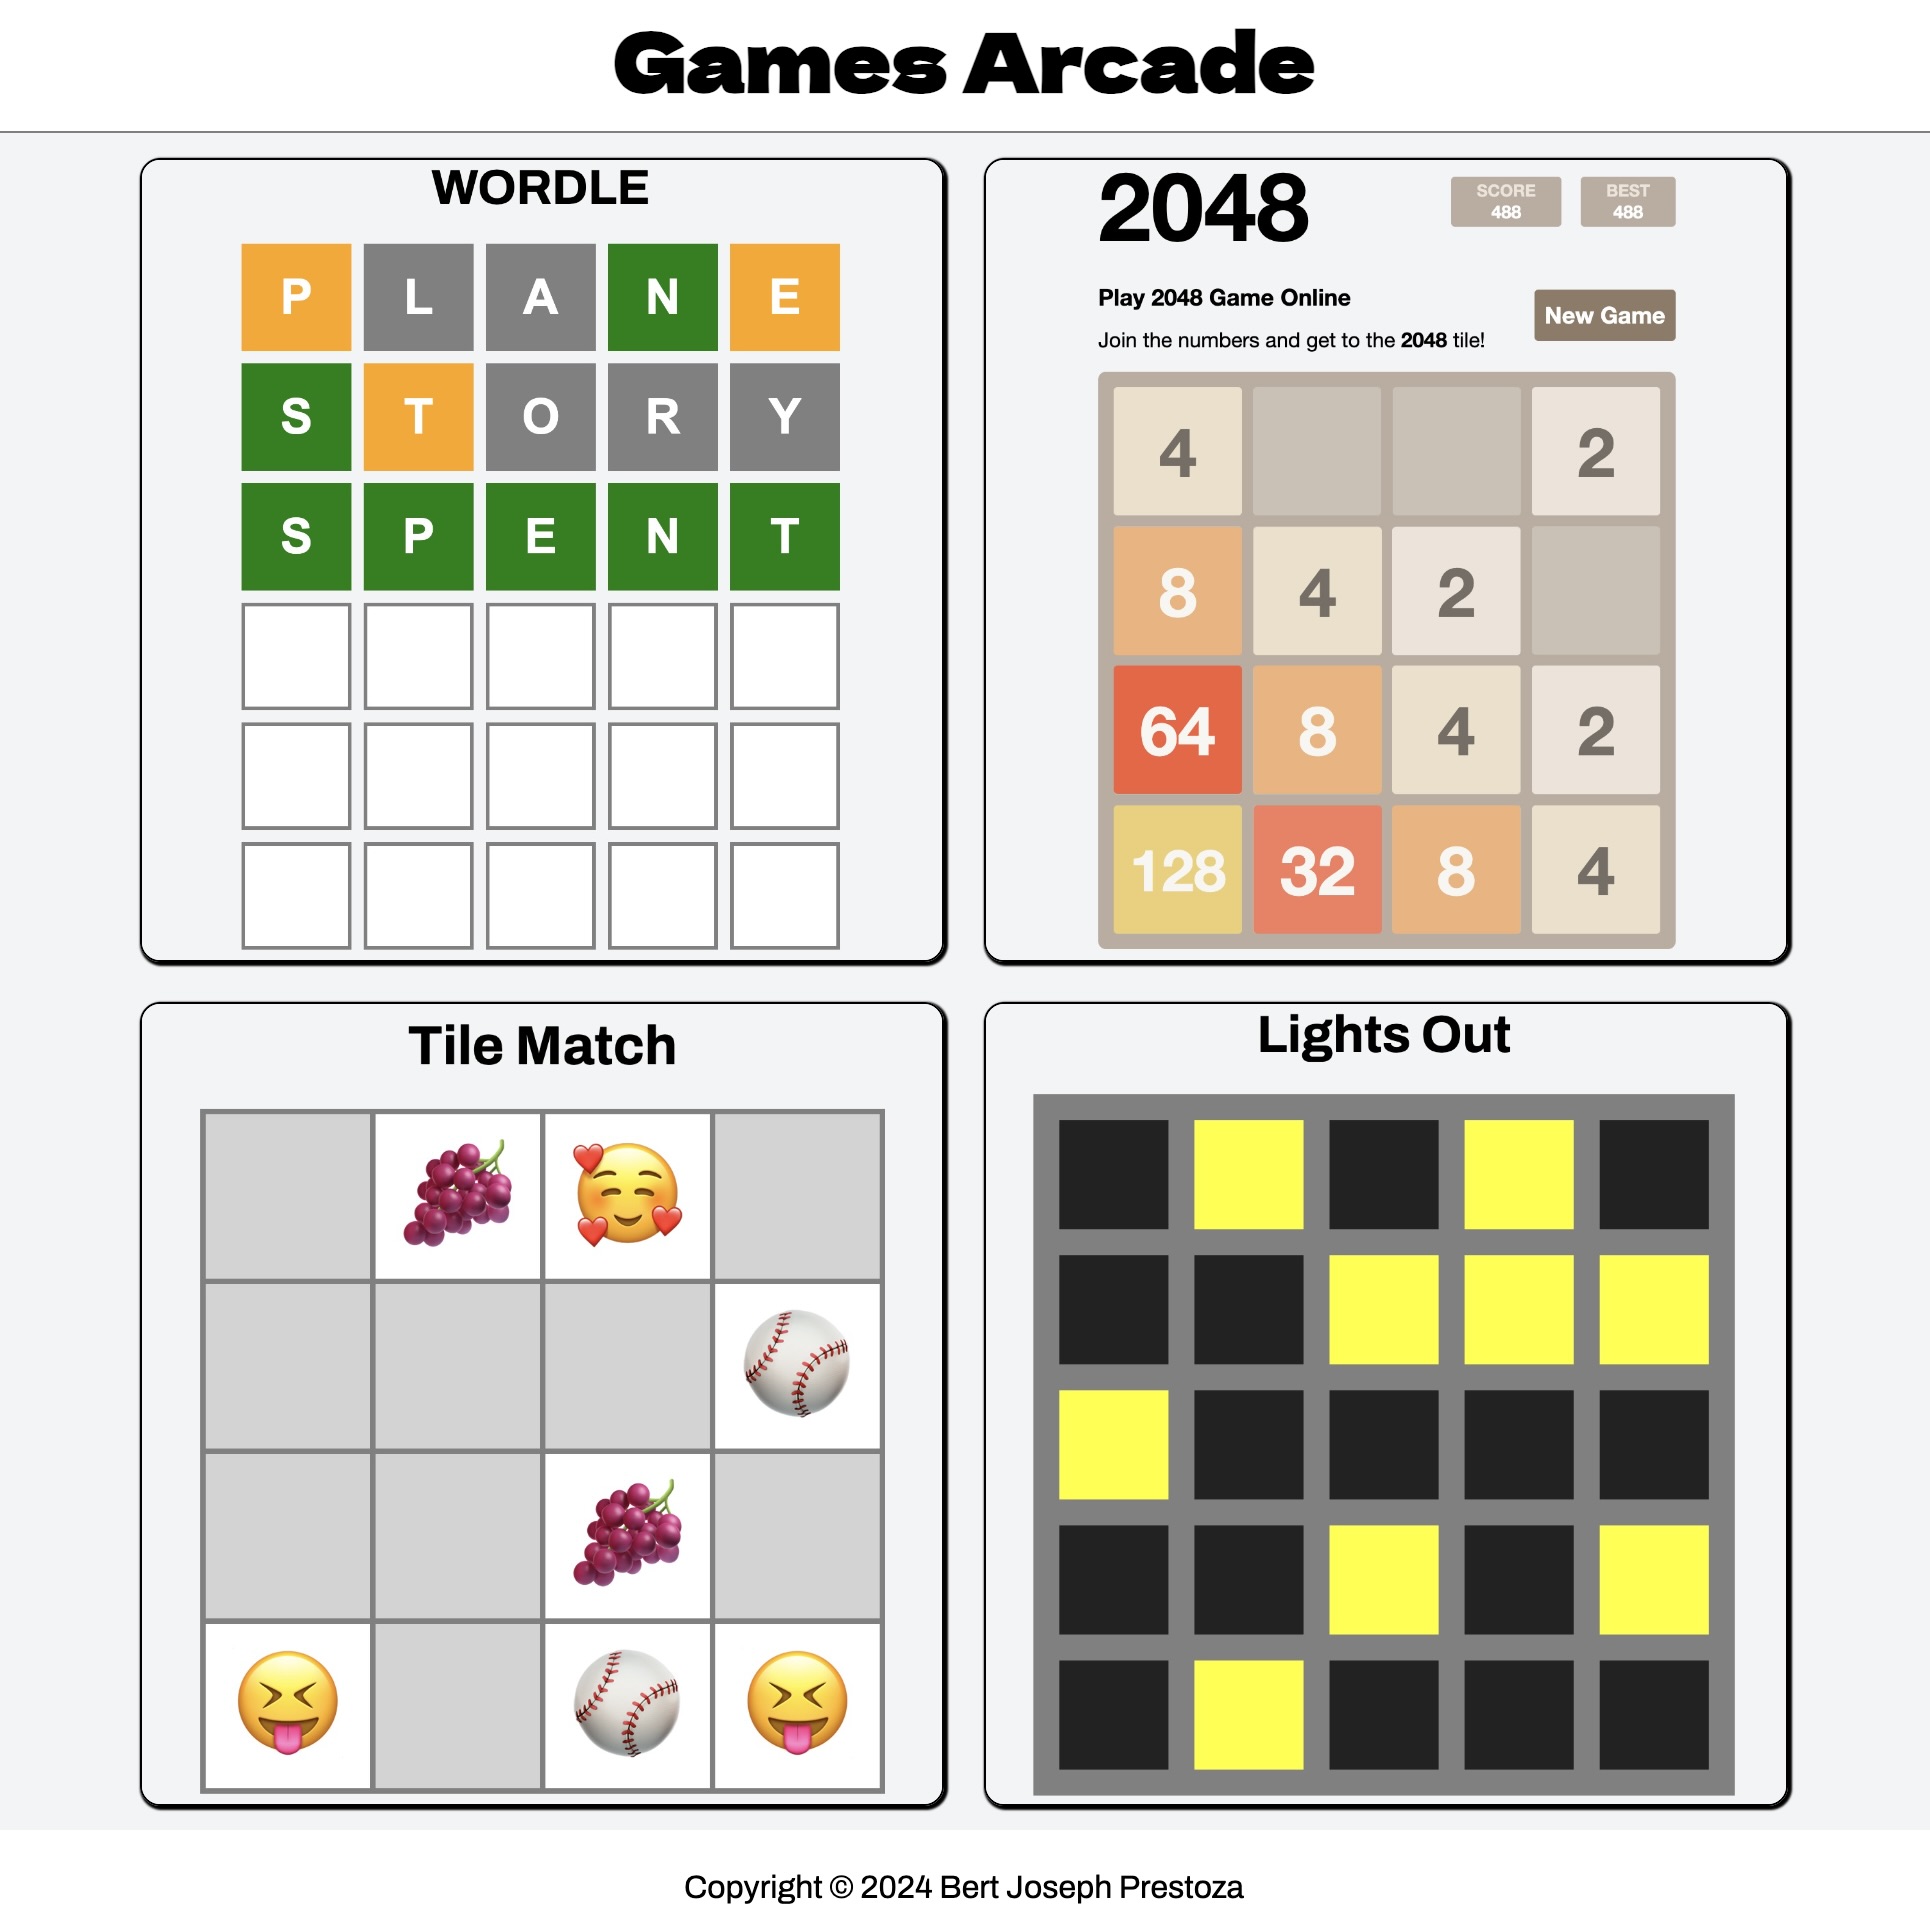 Games Arcade
WORDLE
P L A N E
S T O R Y
S P E N T
2048
SCORE
488
BEST
488
Play 2048 Game Online
Join the numbers and get to the 2048 tile!
New Game
4 2
8 4 2
64 8 4 2
128 32 8 4
Tile Match
Lights Out
Copyright © 2024 Bert Joseph Prestoza